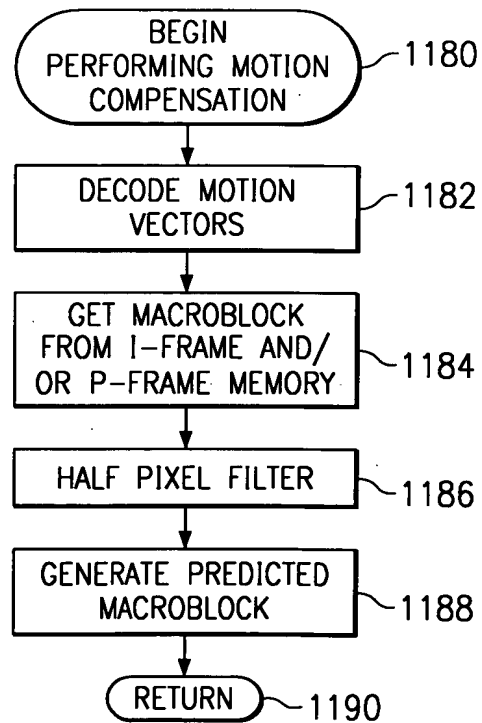 BEGIN
PERFORMING MOTION
COMPENSATION
1180
DECODE MOTION
VECTORS
1182
GET MACROBLOCK
FROM I-FRAME AND/
OR P-FRAME MEMORY
1184
HALF PIXEL FILTER
1186
GENERATE PREDICTED
MACROBLOCK
1188
RETURN
1190